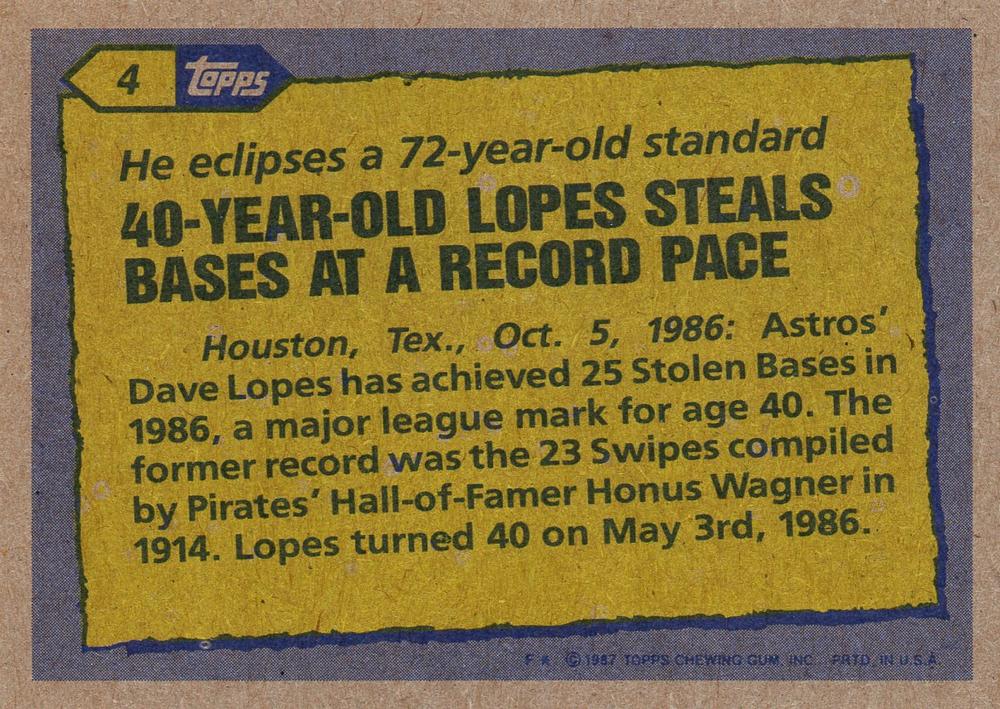 4 Topps
He eclipses a 72-year-old standard
40-YEAR-OLD LOPES STEALS
BASES AT A RECORD PACE
Houston, Tex., Oct. 5, 1986: Astros'
Dave Lopes has achieved 25 Stolen Bases in
1986, a major league mark for age 40. The
former record was the 23 Swipes compiled
by Pirates' Hall-of-Famer Honus Wagner in
1914. Lopes turned 40 on May 3rd, 1986.
F * © 1987 TOPPS CHEWING GUM, INC. PRTD. IN U.S.A.